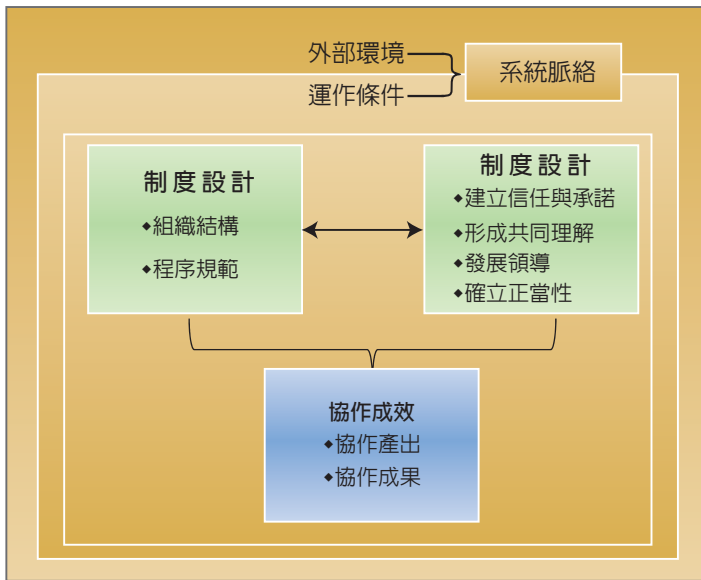 外部環境
運作條件
系統脈絡
制度設計
◆組織結構
◆程序規範
制度設計
◆建立信任與承諾
◆形成共同理解
◆發展領導
◆確立正當性
協作成效
◆協作產出
◆協作成果